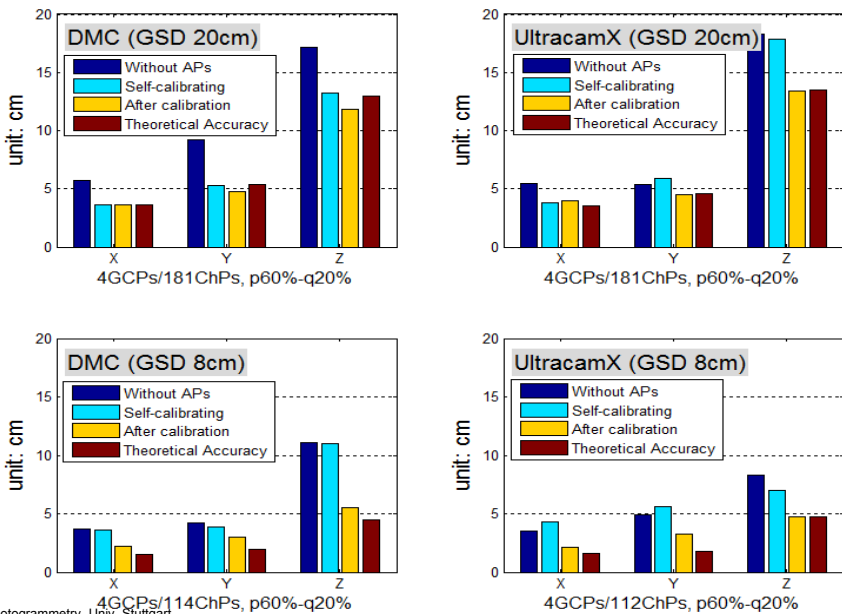 DMC (GSD 20cm)
Without APs
Self-calibrating
After calibration
Theoretical Accuracy
unit: cm
20
15
10
5
0
X Y Z
4GCPs/181ChPs, p60%-q20%
UltracamX (GSD 20cm)
Without APs
Self-calibrating
After calibration
Theoretical Accuracy
20
15
10
5
0
X Y Z
4GCPs/181ChPs, p60%-q20%
DMC (GSD 8cm)
Without APs
Self-calibrating
After calibration
Theoretical Accuracy
unit: cm
20
15
10
5
0
X Y Z
4GCPs/114ChPs, p60%-q20%
UltracamX (GSD 8cm)
Without APs
Self-calibrating
After calibration
Theoretical Accuracy
unit: cm
20
15
10
5
0
X Y Z
4GCPs/112ChPs, p60%-q20%
Univ. Stuttgart